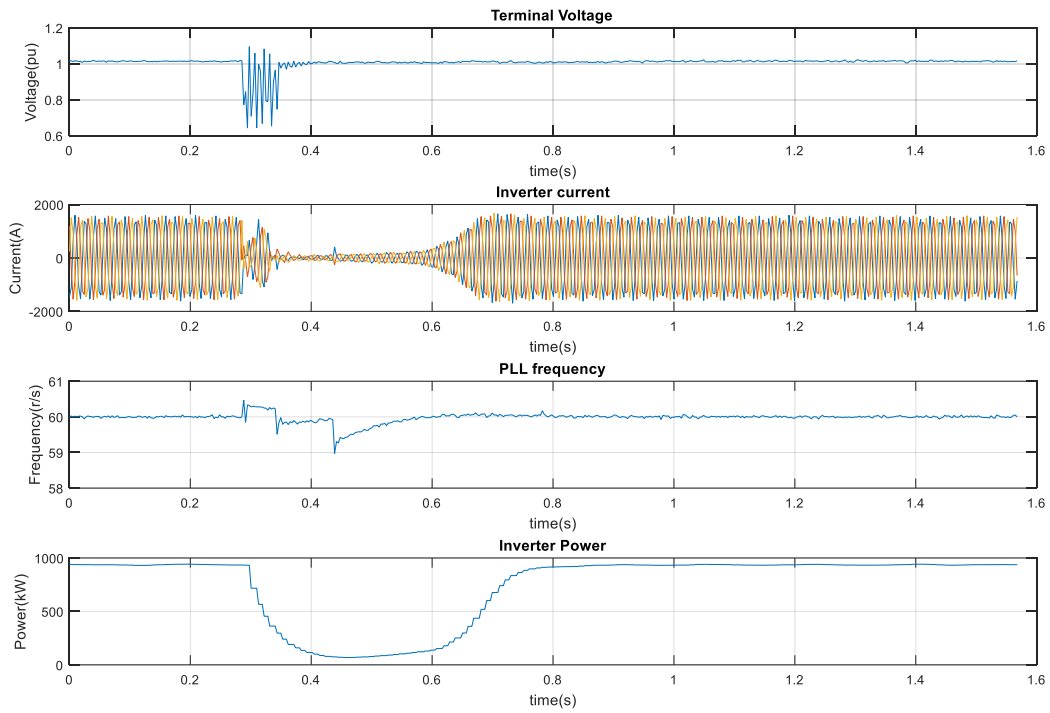 Terminal Voltage
1.2
1
0.8
0.6
Voltage(pu)
0 0.2 0.4 0.6 0.8 1 1.2 1.4 1.6
time(s)
Inverter current
2000
0
-2000
Current(A)
0 0.2 0.4 0.6 0.8 1 1.2 1.4 1.6
time(s)
PLL frequency
61
60
59
58
Frequency(r/s)
0 0.2 0.4 0.6 0.8 1 1.2 1.4 1.6
time(s)
Inverter Power
1000
500
0
Power(kW)
0 0.2 0.4 0.6 0.8 1 1.2 1.4 1.6
time(s)